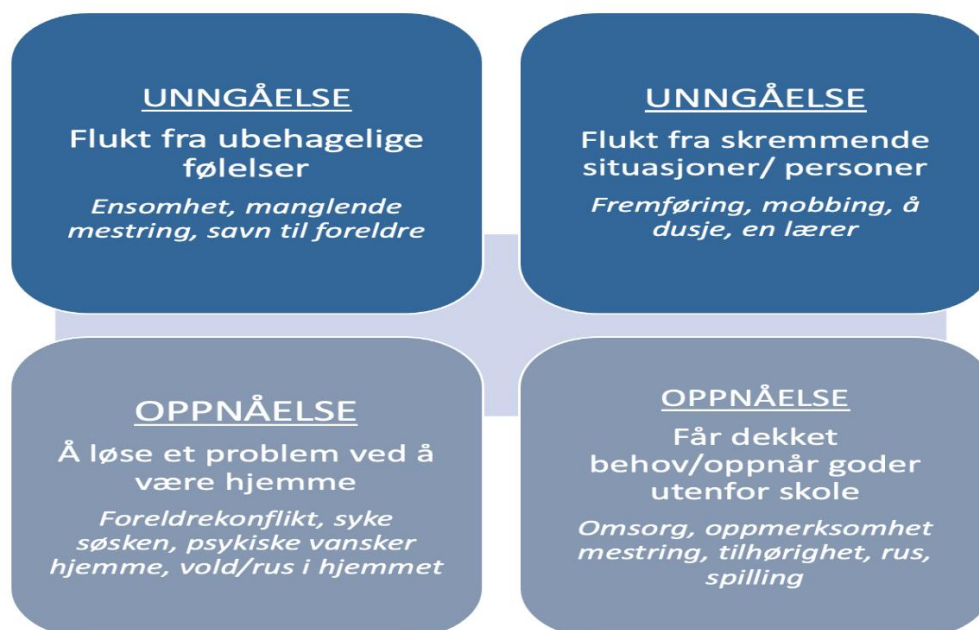 UNNGÅELSE
Flukt fra ubehagelige
følelser
Ensomhet, manglende
mestring, savn til foreldre
UNNGÅELSE
Flukt fra skremmende
situasjoner/ personer
Fremføring, mobbing, å
dusje, en lærer
OPPNÅELSE
Å løse et problem ved å
være hjemme
Foreldrekonflikt, syke
søsken, psykiske vansker
hjemme, vold/rus i hjemmet
OPPNÅELSE
Får dekket
behov/oppnår goder
utenfor skole
Omsorg, oppmerksomhet
mestring, tilhørighet, rus,
spilling